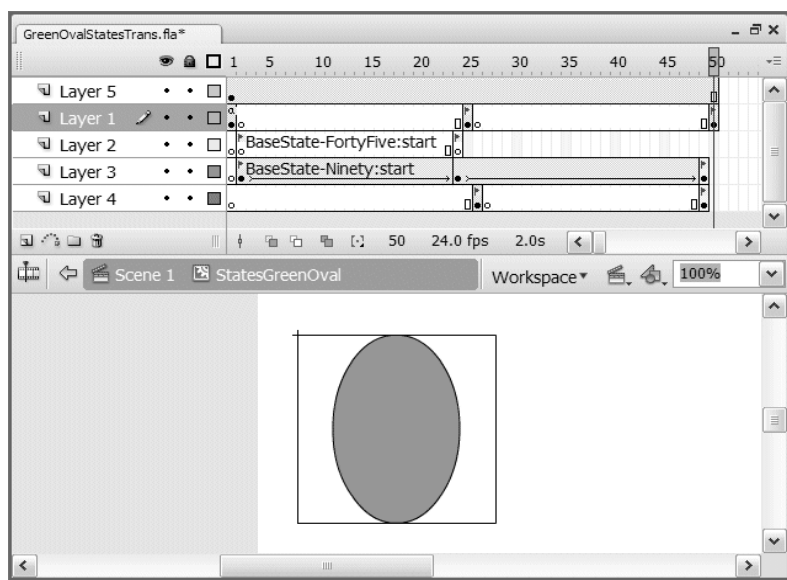 GreenOvalStatesTrans.fla*
1 5 10 15 20 25 30 35 40 45 50
Layer 5
Layer 1
a
Layer 2
BaseState-FortyFive:start
Layer 3
BaseState-Ninety:start
Layer 4
50 24.0 fps 2.0s
Scene 1 StatesGreenOval Workspace 100%